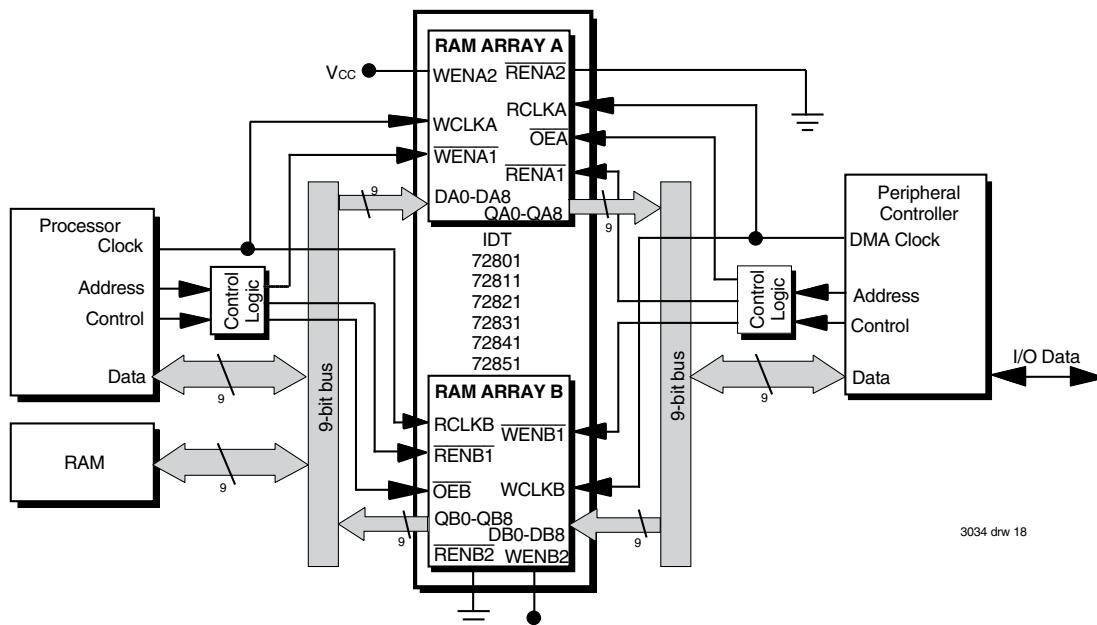 RAM ARRAY A
VCC
WENA2
RENA2
RCLKA
WCLKA
OEA
WENA1
RENA1
DA0-DA8
QA0-QA8
9
9
IDT
72801
72811
72821
72831
72841
72851
Processor
Clock
Address
Control
Data
9
Control
Logic
9-bit bus
RAM
9
Peripheral
Controller
DMA Clock
Address
Control
Data
9
Control
Logic
9-bit bus
I/O Data
RAM ARRAY B
RCLKB
WENB1
RENB1
OEB
WCLKB
QB0-QB8
DB0-DB8
9
9
RENB2
WENB2
3034 drw 18